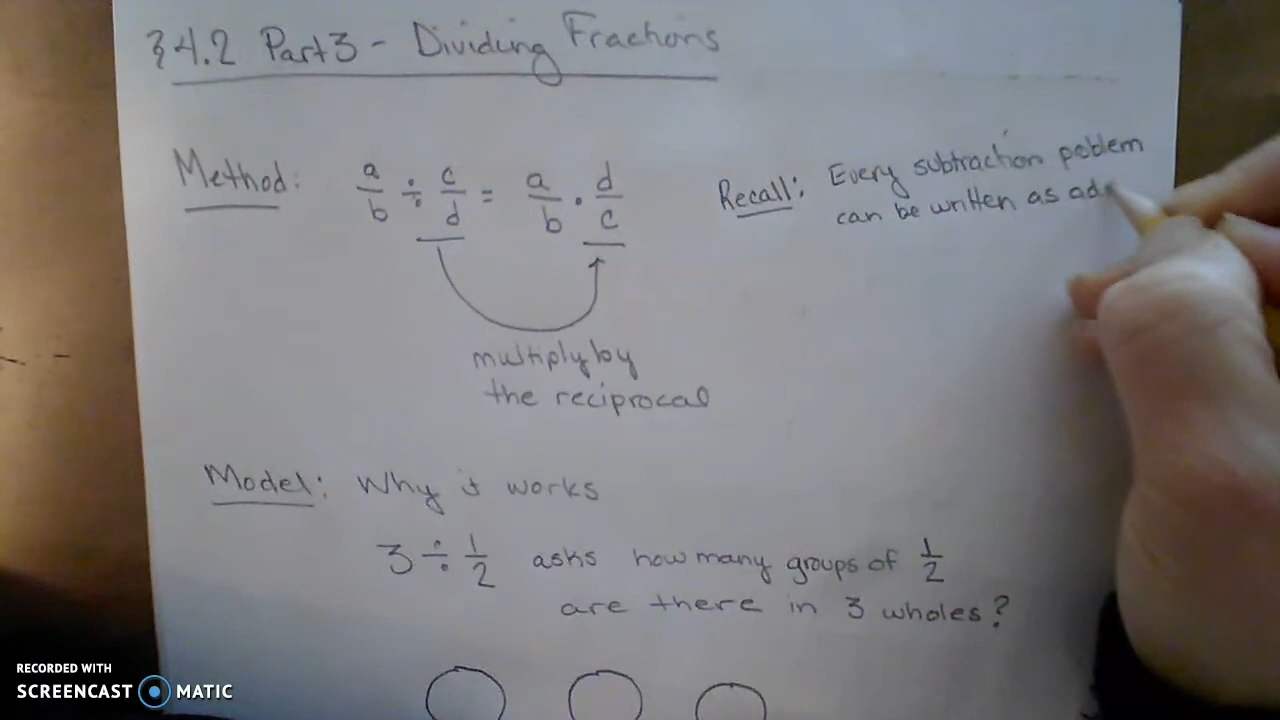 §4.2 Part 3 - Dividing Fractions
Method: a/b ÷ c/d = a/b · d/c
Recall: Every subtraction poblem
can be written as add
multiply by
the reciprocal
Model: Why it works
3 ÷ 1/2 asks how many groups of 1/2
are there in 3 wholes?
RECORDED WITH
SCREENCAST MATIC